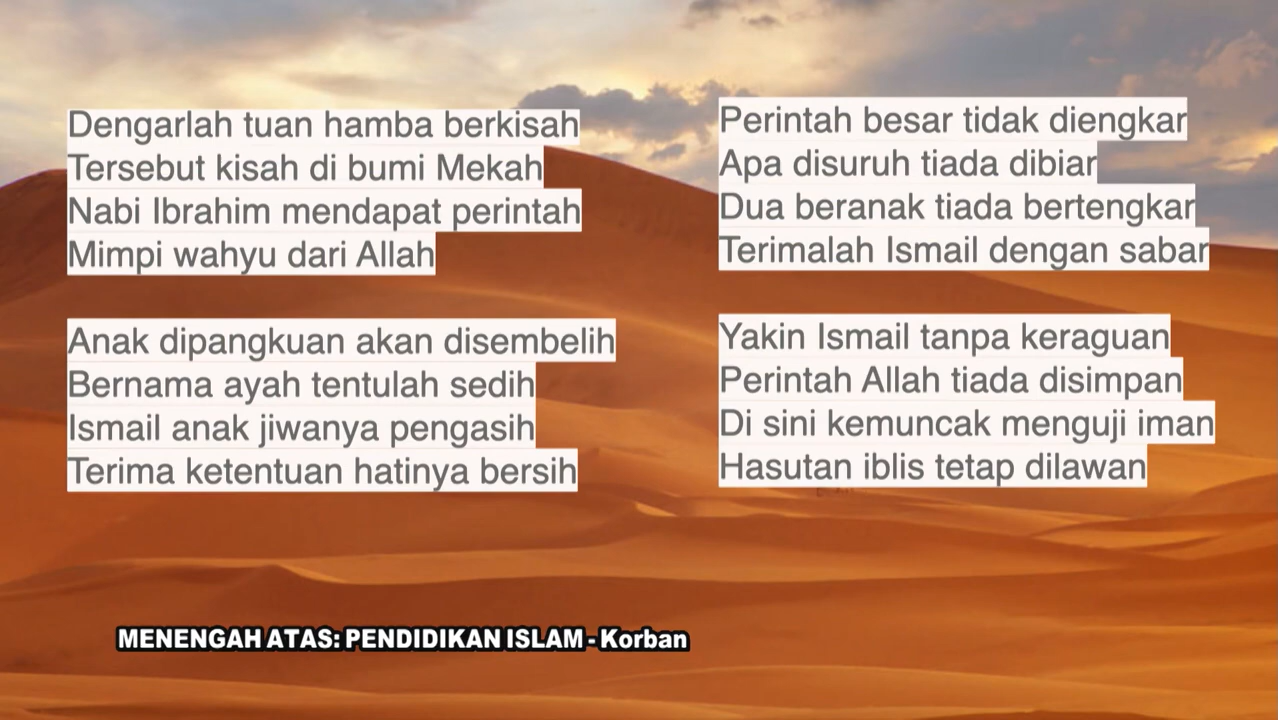 Dengarlah tuan hamba berkisah
Tersebut kisah di bumi Mekah
Nabi Ibrahim mendapat perintah
Mimpi wahyu dari Allah
Anak dipangkuan akan disembelih
Bernama ayah tentulah sedih
Ismail anak jiwanya pengasih
Terima ketentuan hatinya bersih
Perintah besar tidak diengkar
Apa disuruh tiada dibiar
Dua beranak tiada bertengkar
Terimalah Ismail dengan sabar
Yakin Ismail tanpa keraguan
Perintah Allah tiada disimpan
Di sini kemuncak menguji iman
Hasutan iblis tetap dilawan
MENENGAH ATAS: PENDIDIKAN ISLAM - Korban